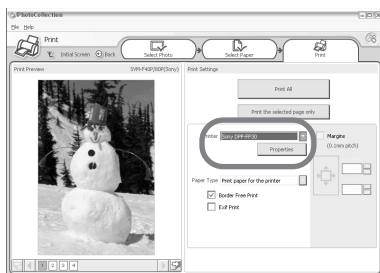 PhotoCollection
File Help
Print
Initial Screen Back Select Photo Select Paper Print
Print Preview SVM-F40P/80P(Sony)
Print Settings
Print All
Print the selected page only
Printer Sony DPP-FP30
Properties
Margins
(0.1mm pitch)
Paper Type Print paper for the printer
Border Free Print
Exif Print
1 2 3 4